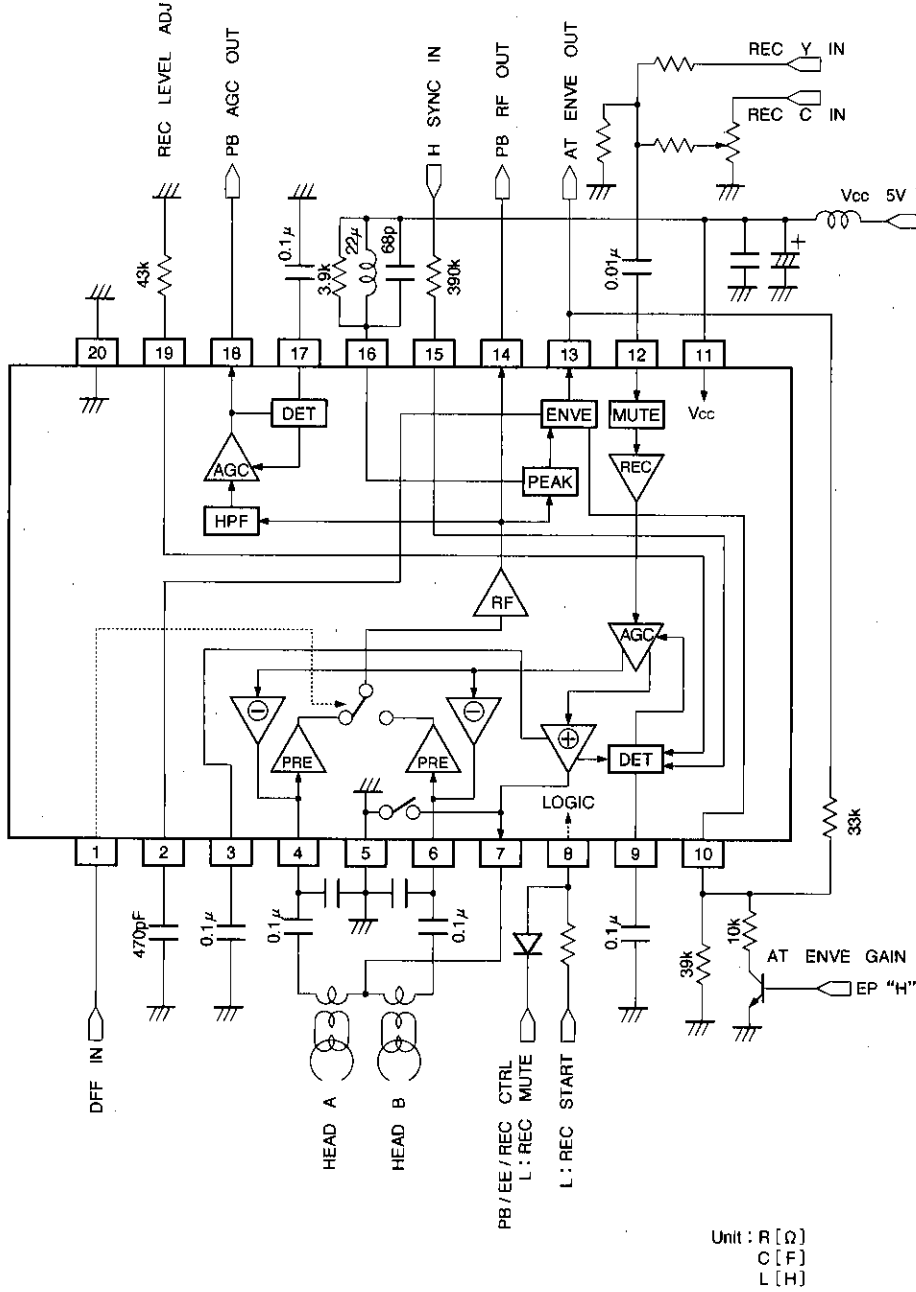 REC LEVEL ADJ
PB AGC OUT
H SYNC IN
PB RF OUT
AT ENVE OUT
REC Y IN
REC C IN
Vcc 5V
+
43k
0.1μ
3.9k
22μ
68p
390k
0.01μ
20
19
18
17
16
15
14
13
12
11
DET
ENVE
MUTE
Vcc
AGC
PEAK
REC
HPF
RF
AGC
PRE
PRE
DET
LOGIC
33k
1
2
3
4
5
6
7
8
9
10
470pF
0.1μ
0.1μ
0.1μ
0.1μ
39k
10k
AT ENVE GAIN
EP "H"
DFF IN
HEAD A
HEAD B
PB / EE / REC CTRL
L : REC MUTE
L : REC START
Unit : R [Ω]
C [F]
L [H]